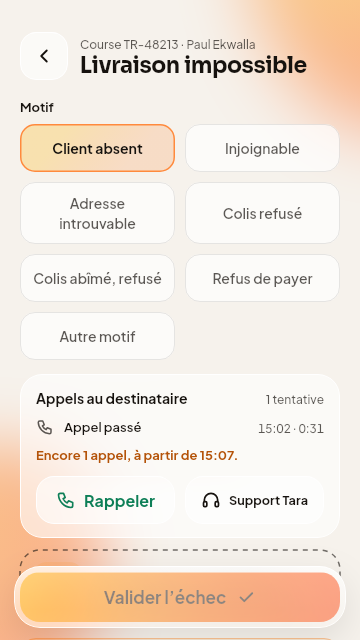 Course TR-48213 · Paul Ekwalla
Livraison impossible
Motif
Client absent
Injoignable
Adresse
introuvable
Colis refusé
Colis abîmé, refusé
Refus de payer
Autre motif
Appels au destinataire
1 tentative
Appel passé
15:02 · 0:31
Encore 1 appel, à partir de 15:07.
Rappeler
Support Tara
Valider l’échec